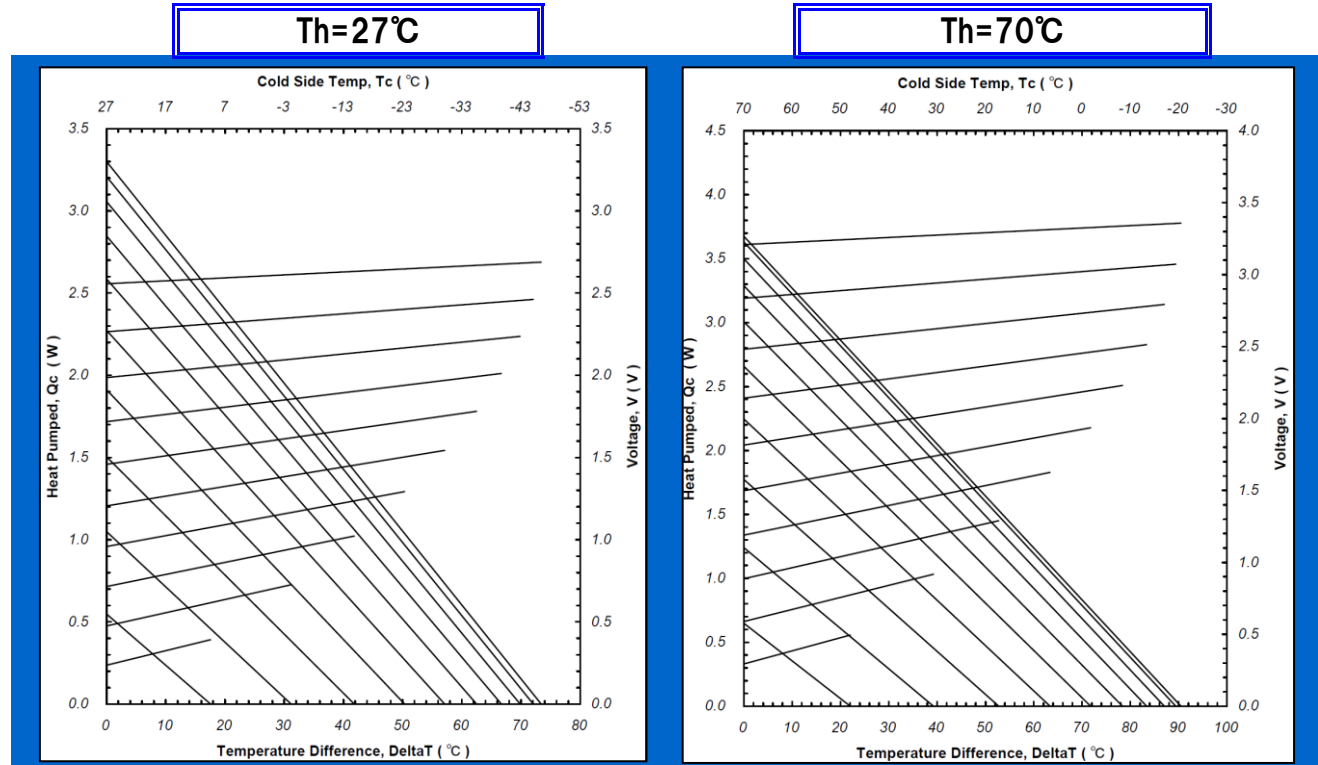 Th=27℃
Th=70℃
Cold Side Temp, Tc ( ℃ )
27 17 7 -3 -13 -23 -33 -43 -53
3.5 3.5
3.0 3.0
2.5 2.5
2.0 2.0
1.5 1.5
1.0 1.0
0.5 0.5
0.0 0.0
Heat Pumped, Qc ( W )
Voltage, V ( V )
0 10 20 30 40 50 60 70 80
Temperature Difference, DeltaT ( ℃ )
Cold Side Temp, Tc ( ℃ )
70 60 50 40 30 20 10 0 -10 -20 -30
4.5 4.0
4.0 3.5
3.5 3.0
3.0 2.5
2.5 2.0
2.0 1.5
1.5 1.0
1.0 0.5
0.5 0.0
0.0
Heat Pumped, Qc ( W )
Voltage, V ( V )
0 10 20 30 40 50 60 70 80 90 100
Temperature Difference, DeltaT ( ℃ )